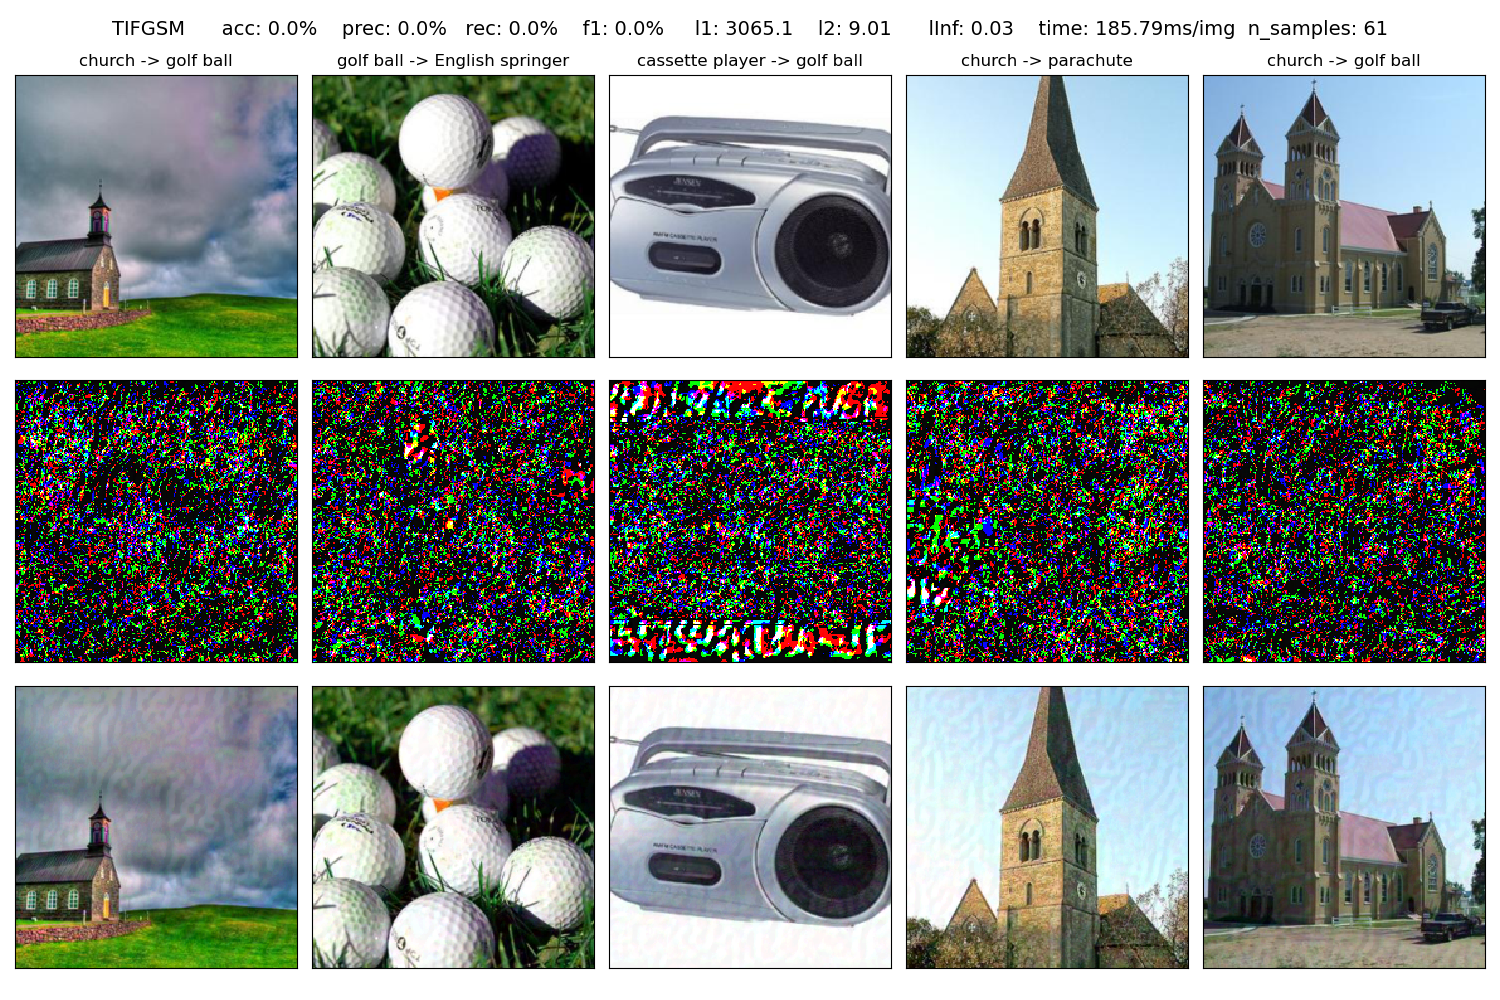 TIFGSM acc: 0.0% prec: 0.0% rec: 0.0% f1: 0.0% l1: 3065.1 l2: 9.01 lInf: 0.03 time: 185.79ms/img n_samples: 61
church -> golf ball
golf ball -> English springer
cassette player -> golf ball
church -> parachute
church -> golf ball
JENSEN
JENSEN